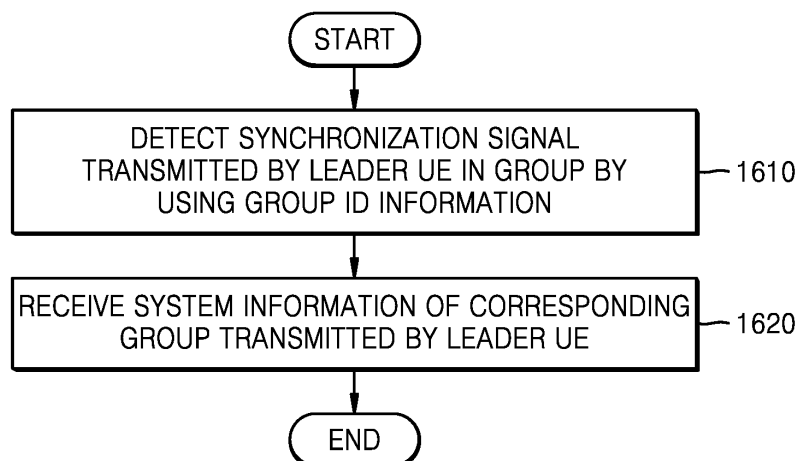 START
DETECT SYNCHRONIZATION SIGNAL
TRANSMITTED BY LEADER UE IN GROUP BY
USING GROUP ID INFORMATION
1610
RECEIVE SYSTEM INFORMATION OF CORRESPONDING
GROUP TRANSMITTED BY LEADER UE
1620
END